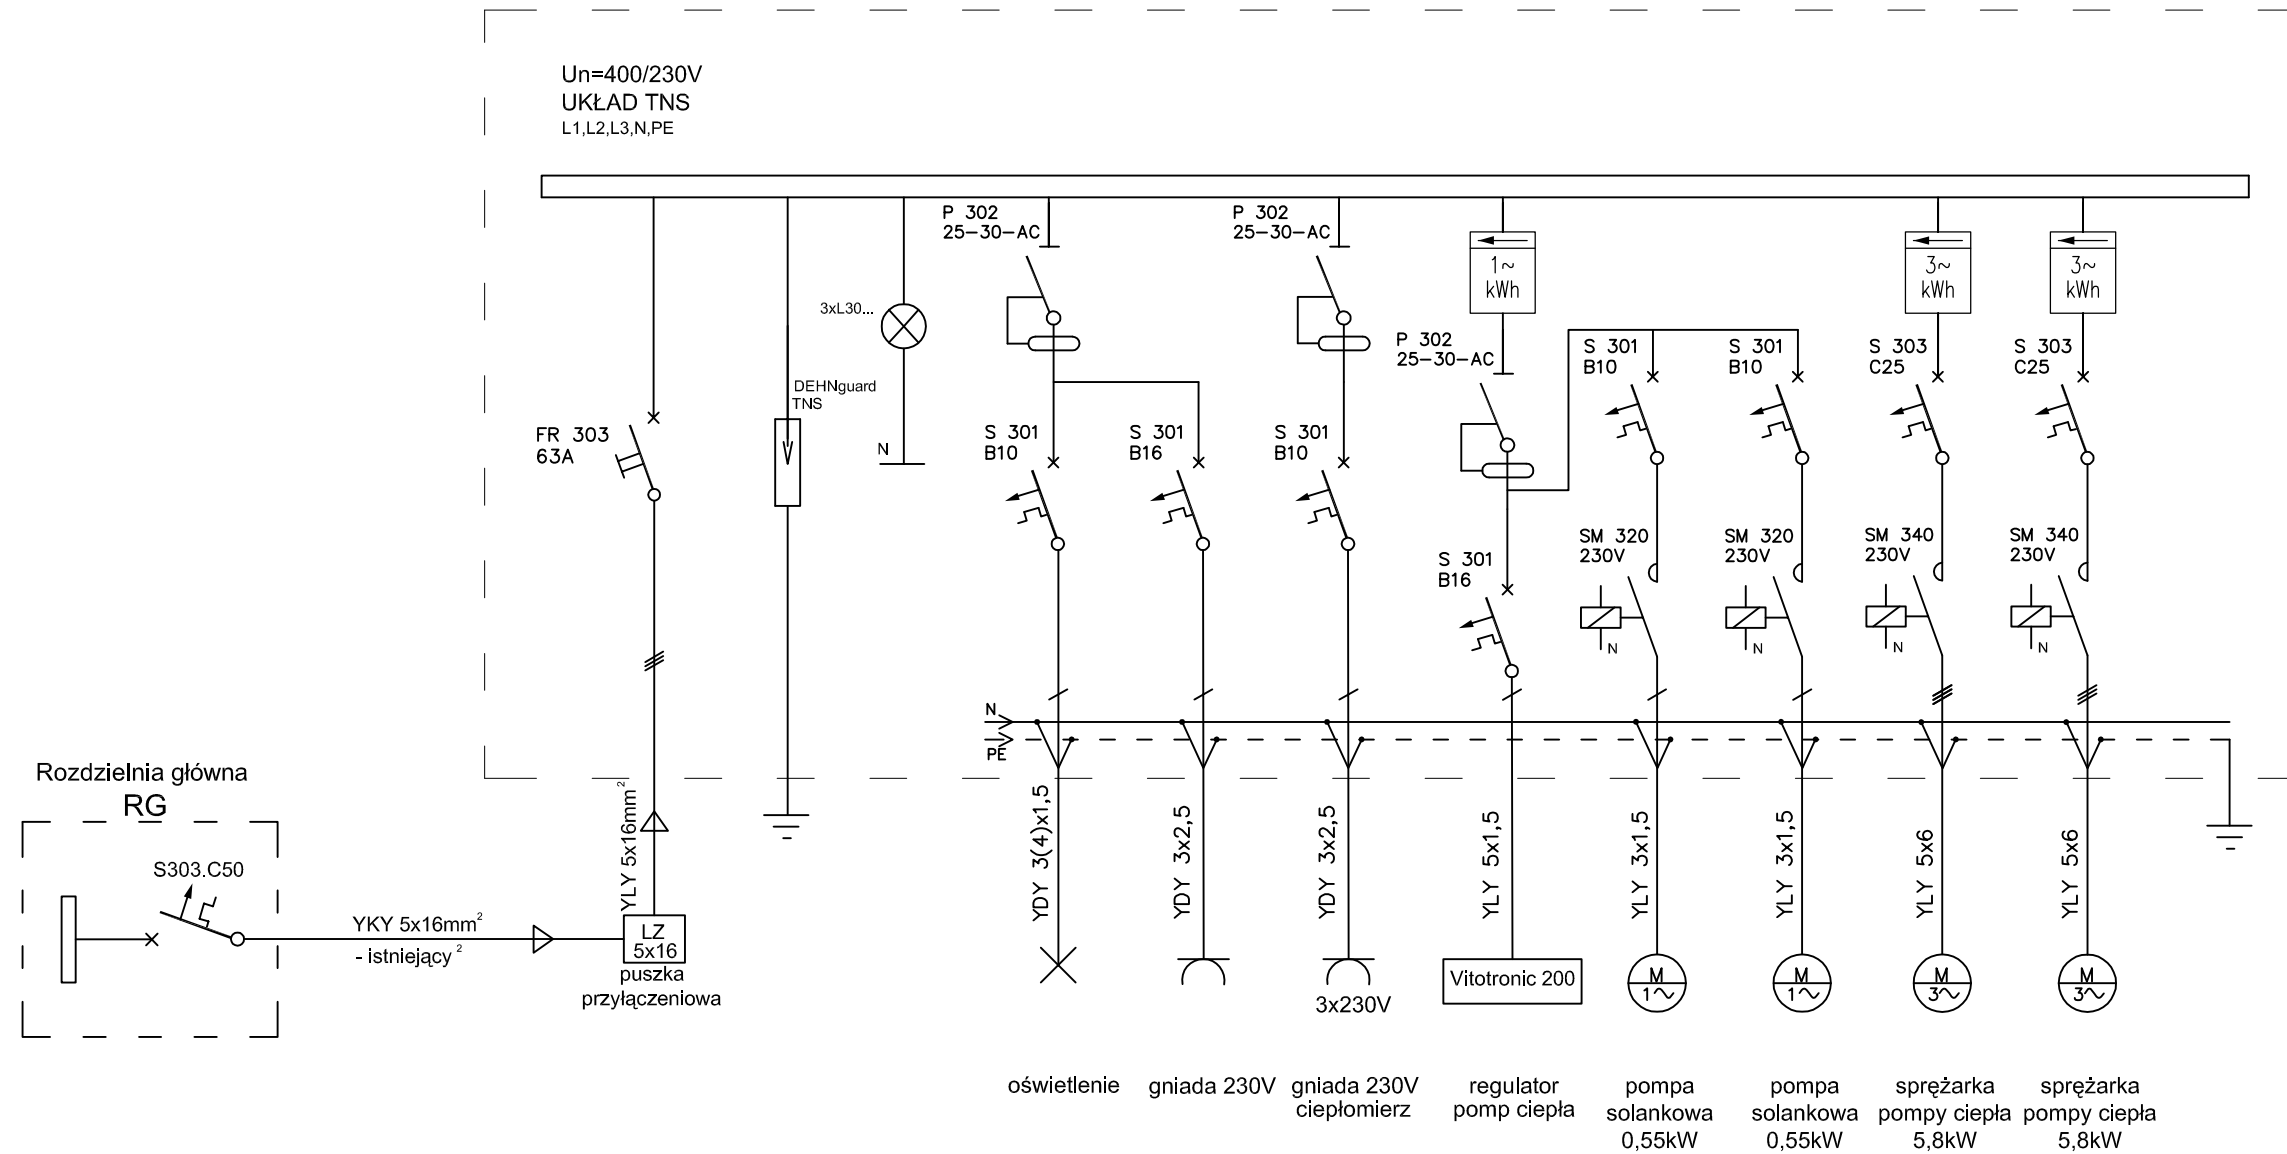 Un=400/230V
UKŁAD TNS
L1,L2,L3,N,PE
P 302
25-30-AC
P 302
25-30-AC
1~
kWh
3~
kWh
3~
kWh
3xL30...
P 302
25-30-AC
S 301
B10
S 301
B10
S 303
C25
S 303
C25
DEHNguard
TNS
FR 303
63A
N
S 301
B10
S 301
B16
S 301
B10
S 301
B16
SM 320
230V
SM 320
230V
SM 340
230V
SM 340
230V
N
N
N
N
N
PE
Rozdzielnia główna
RG
S303.C50
YKY 5x16mm²
- istniejący ²
YLY 5x16mm²
LZ
5x16
puszka
przyłączeniowa
YDY 3(4)x1,5
YDY 3x2,5
YDY 3x2,5
YLY 5x1,5
YLY 3x1,5
YLY 3x1,5
YLY 5x6
YLY 5x6
3x230V
Vitotronic 200
M
1~
M
1~
M
3~
M
3~
oświetlenie
gniada 230V
gniada 230V
ciepłomierz
regulator
pomp ciepła
pompa
solankowa
0,55kW
pompa
solankowa
0,55kW
sprężarka
pompy ciepła
5,8kW
sprężarka
pompy ciepła
5,8kW